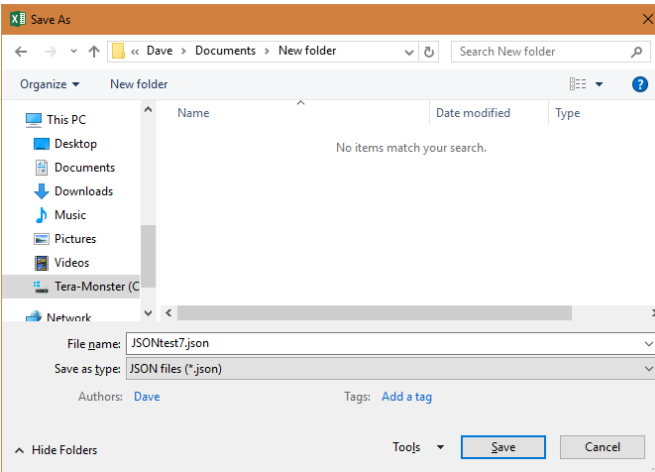 Save As
« Dave > Documents > New folder
Search New folder
Organize
New folder
?
Name
Date modified
Type
This PC
Desktop
Documents
Downloads
Music
Pictures
Videos
Tera-Monster (C
Network
No items match your search.
File name: JSONtest7.json
Save as type: JSON files (*.json)
Authors: Dave
Tags: Add a tag
Hide Folders
Tools
Save
Cancel